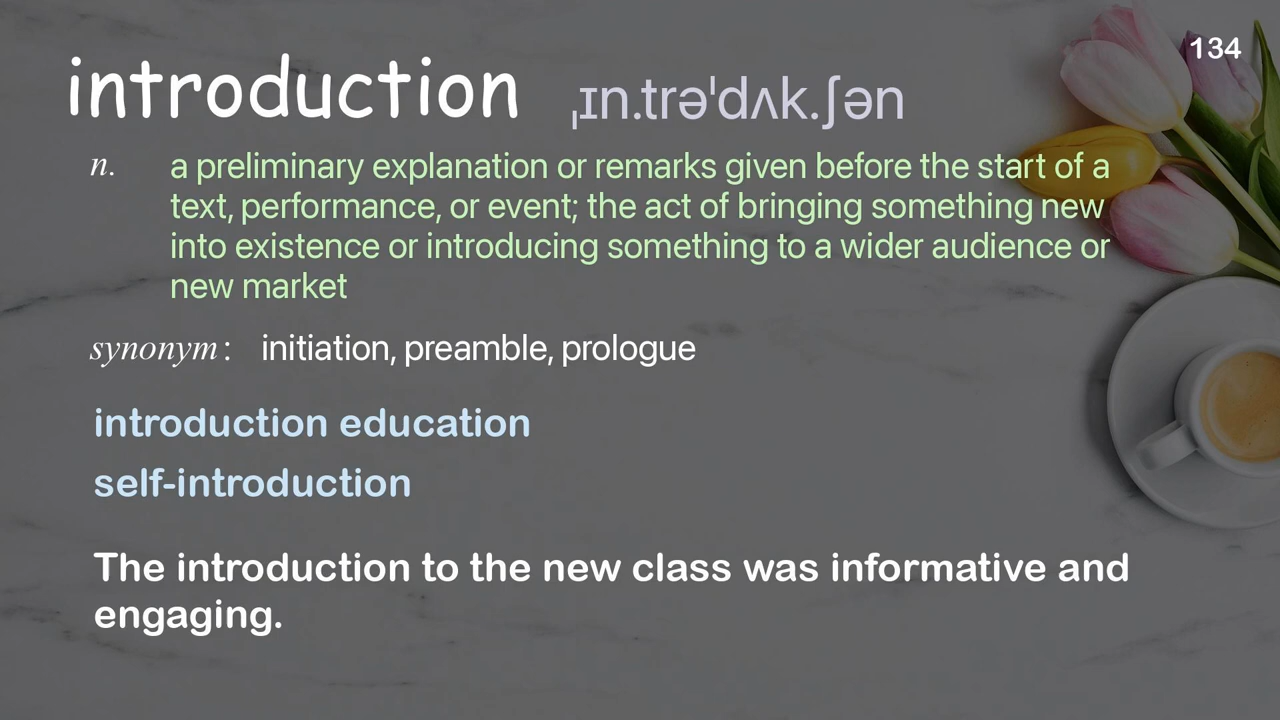 134
introduction ˌɪn.trəˈdʌk.ʃən
n. a preliminary explanation or remarks given before the start of a
text, performance, or event; the act of bringing something new
into existence or introducing something to a wider audience or
new market
synonym: initiation, preamble, prologue
introduction education
self-introduction
The introduction to the new class was informative and
engaging.